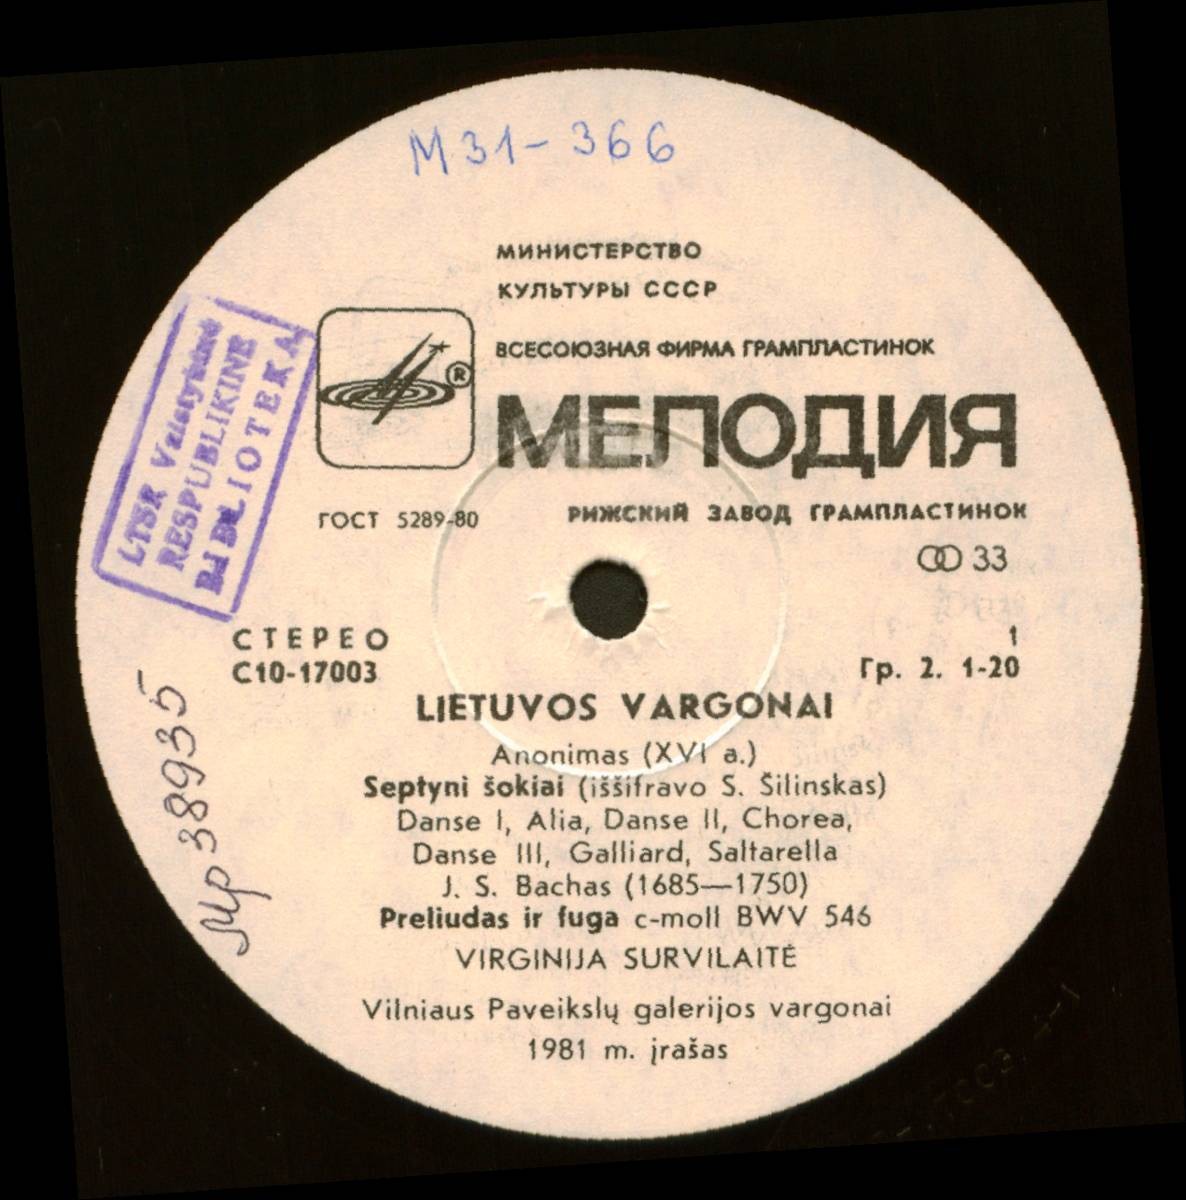 М31-366
МИНИСТЕРСТВО
КУЛЬТУРЫ СССР
ВСЕСОЮЗНАЯ ФИРМА ГРАМПЛАСТИНОК
®
МЕЛОДИЯ
LTSR Valstybinė
RESPUBLIKINĖ
BIBLIOTEKA
ГОСТ 5289-80
РИЖСКИЙ ЗАВОД ГРАМПЛАСТИНОК
33
СТЕРЕО
1
С10-17003
Гр. 2. 1-20
Мр38935
LIETUVOS VARGONAI
Anonimas (XVI a.)
Septyni šokiai (iššifravo S. Šilinskas)
Danse I, Alia, Danse II, Chorea,
Danse III, Galliard, Saltarella
J. S. Bachas (1685—1750)
Preliudas ir fuga c-moll BWV 546
VIRGINIJA SURVILAITĖ
Vilniaus Paveikslų galerijos vargonai
1981 m. įrašas